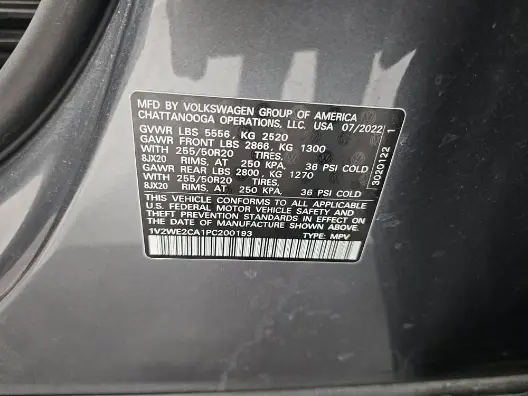 MFD BY VOLKSWAGEN GROUP OF AMERICA
CHATTANOOGA OPERATIONS, LLC. USA 07/2022
GVWR LBS 5556, KG 2520
GAWR FRONT LBS 2866, KG 1300
WITH 255/50R20 TIRES,
8JX20 RIMS, AT 250 KPA. 36 PSI COLD
GAWR REAR LBS 2800, KG 1270
WITH 255/50R20 TIRES,
8JX20 RIMS, AT 250 KPA. 36 PSI COLD
THIS VEHICLE CONFORMS TO ALL APPLICABLE
U.S. FEDERAL MOTOR VEHICLE SAFETY AND
THEFT PREVENTION STANDARDS IN EFFECT ON
THE DATE OF MANUFACTURE SHOWN ABOVE.
1V2WE2CA1PC200193 TYPE: MPV
3020122 1